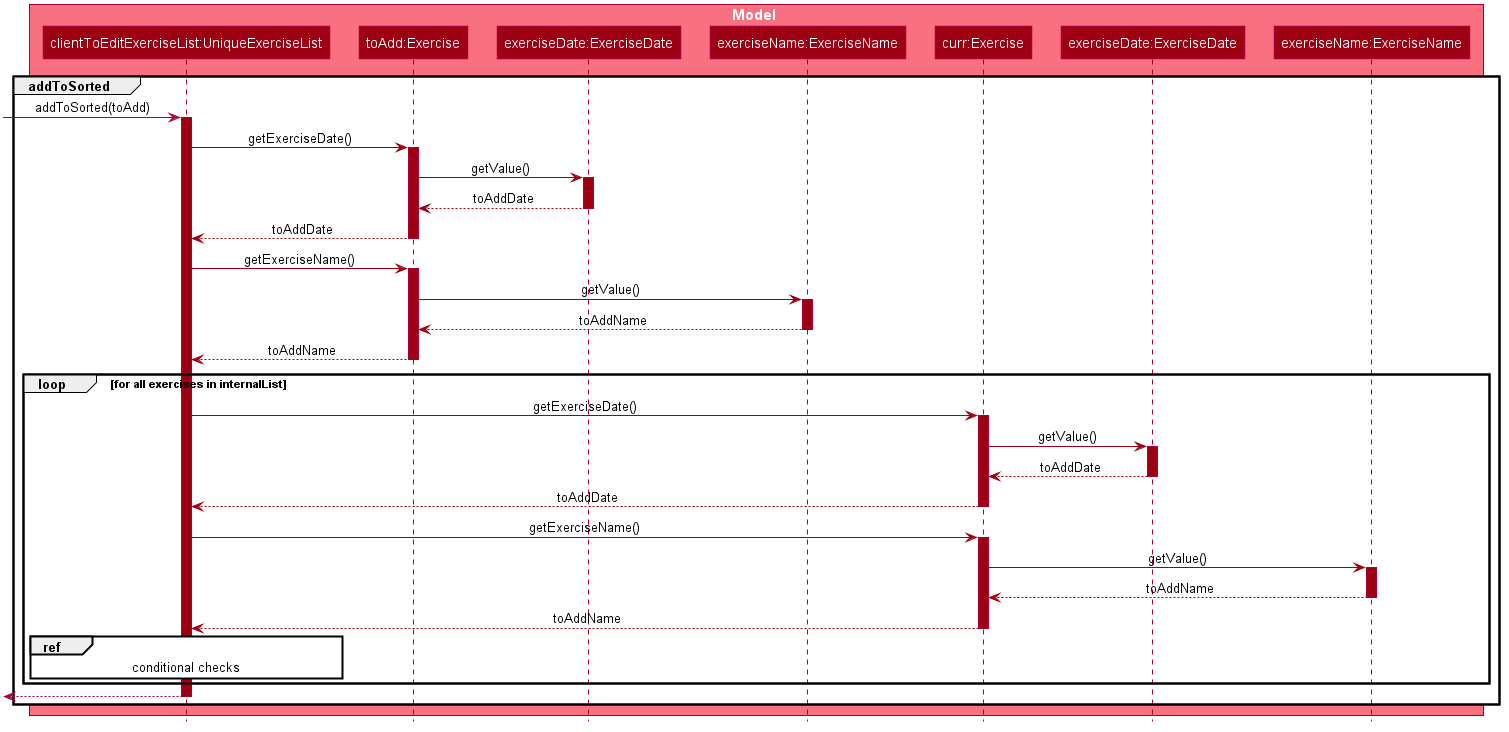 Model
clientToEditExerciseList:UniqueExerciseList
toAdd:Exercise
exerciseDate:ExerciseDate
exerciseName:ExerciseName
curr:Exercise
exerciseDate:ExerciseDate
exerciseName:ExerciseName
addToSorted
addToSorted(toAdd)
getExerciseDate()
getValue()
toAddDate
toAddDate
getExerciseName()
getValue()
toAddName
toAddName
loop [for all exercises in internalList]
getExerciseDate()
getValue()
toAddDate
toAddDate
getExerciseName()
getValue()
toAddName
toAddName
ref
conditional checks